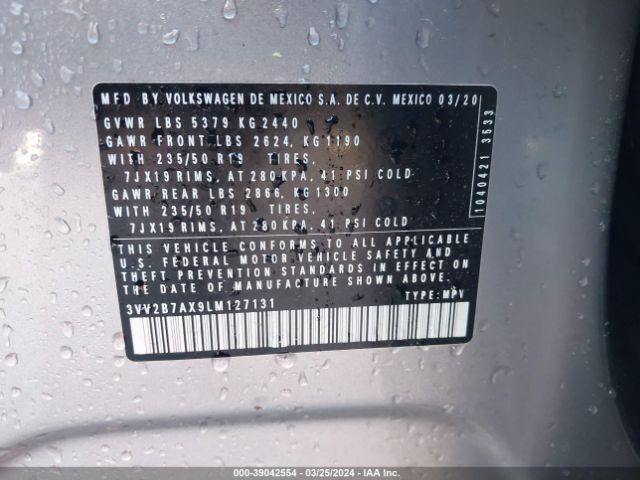 MFD BY VOLKSWAGEN DE MEXICO S.A. DE C.V. MEXICO 03/20
GVWR LBS 5379 KG 2440
GAWR FRONT LBS 2624, KG 1190
WITH 235/50 R19 TIRES,
7JX19 RIMS, AT 280 KPA, 41 PSI COLD
GAWR REAR LBS 2866, KG 1300
WITH 235/50 R19 TIRES,
7JX19 RIMS, AT 280 KPA, 41 PSI COLD
THIS VEHICLE CONFORMS TO ALL APPLICABLE
U.S. FEDERAL MOTOR VEHICLE SAFETY AND
THEFT PREVENTION STANDARDS IN EFFECT ON
THE DATE OF MANUFACTURE SHOWN ABOVE.
3VV2B7AX9LM127131 TYPE: MPV
1040421 3533
000-39042554 - 03/25/2024 - IAA Inc.